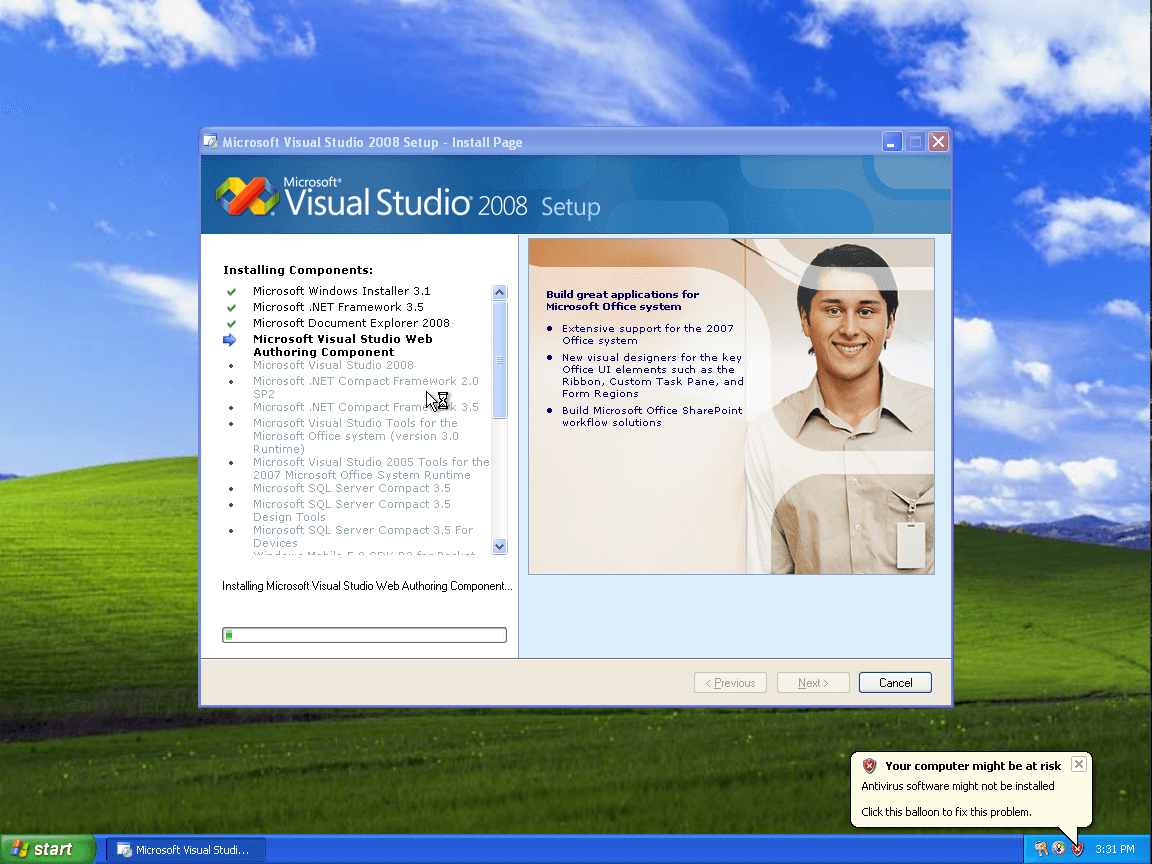 Microsoft Visual Studio 2008 Setup - Install Page
Microsoft®
Visual Studio® 2008 Setup
Installing Components:
Microsoft Windows Installer 3.1
Microsoft .NET Framework 3.5
Microsoft Document Explorer 2008
Microsoft Visual Studio Web
Authoring Component
Microsoft Visual Studio 2008
Microsoft .NET Compact Framework 2.0
SP2
Microsoft .NET Compact Framework 3.5
Microsoft Visual Studio Tools for the
Microsoft Office system (version 3.0
Runtime)
Microsoft Visual Studio 2005 Tools for the
2007 Microsoft Office System Runtime
Microsoft SQL Server Compact 3.5
Microsoft SQL Server Compact 3.5
Design Tools
Microsoft SQL Server Compact 3.5 For
Devices
Installing Microsoft Visual Studio Web Authoring Component...
Build great applications for
Microsoft Office system
• Extensive support for the 2007
Office system
• New visual designers for the key
Office UI elements such as the
Ribbon, Custom Task Pane, and
Form Regions
• Build Microsoft Office SharePoint
workflow solutions
< Previous
Next >
Cancel
Your computer might be at risk
Antivirus software might not be installed
Click this balloon to fix this problem.
start
Microsoft Visual Studi...
3:31 PM